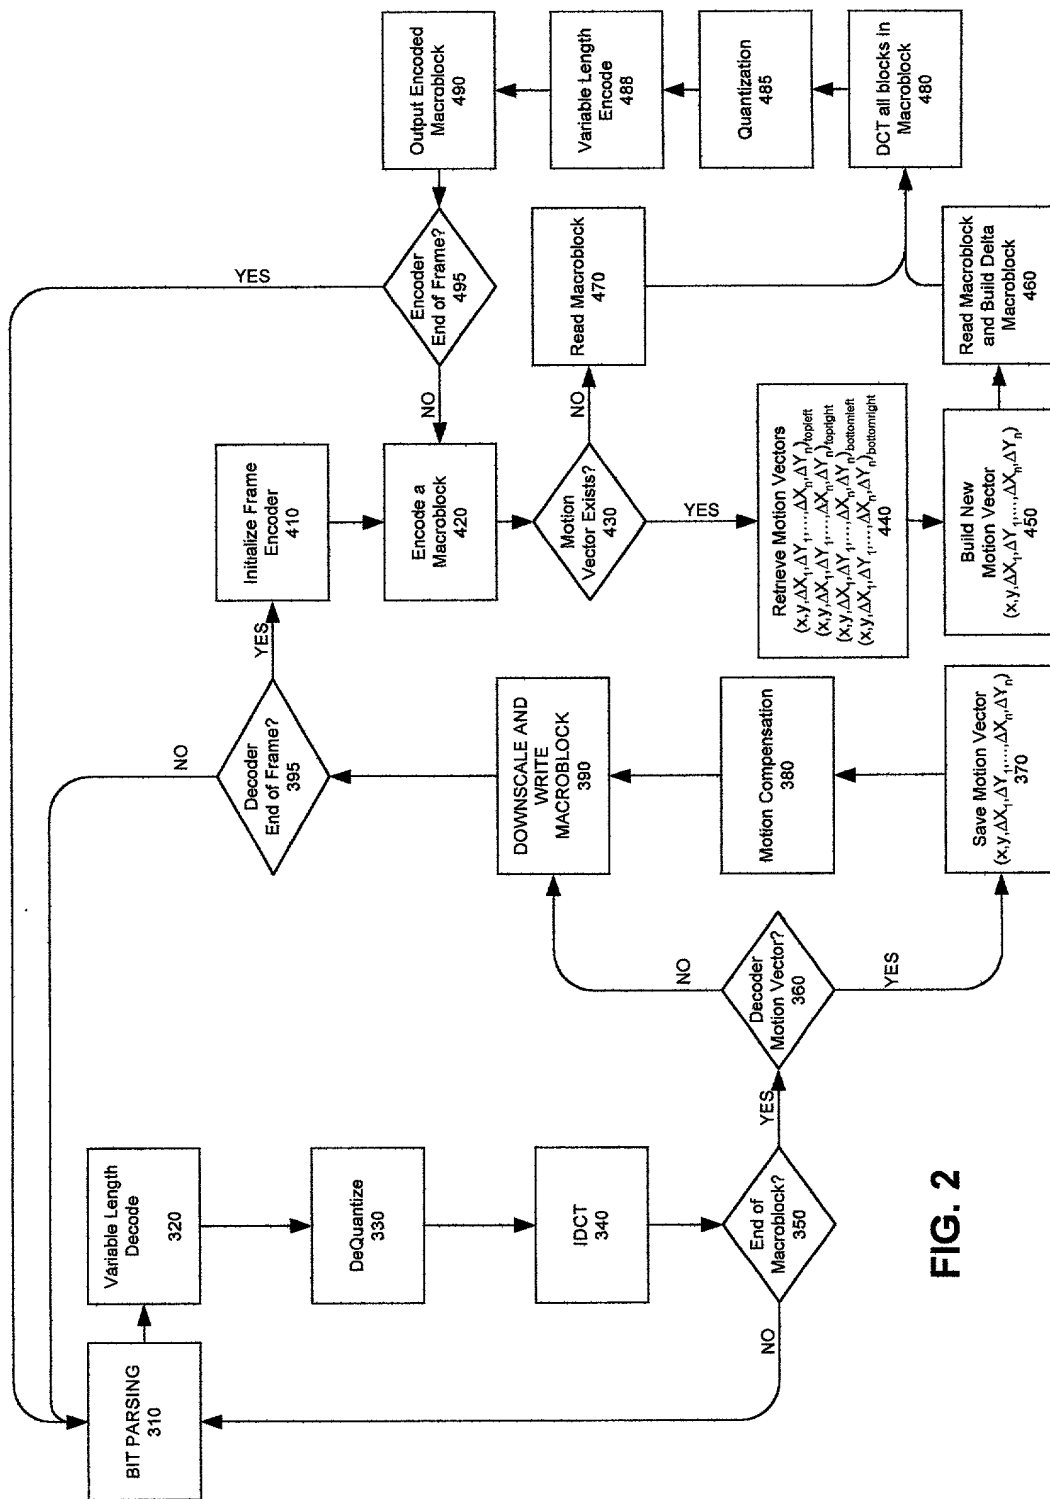 BIT PARSING
310
Variable Length
Decode
320
DeQuantize
330
IDCT
340
End of
Macroblock?
350
NO
YES
Decoder
Motion Vector?
360
NO
YES
Save Motion Vector
(x,y,ΔX1,ΔY1,...,ΔXn,ΔYn)
370
Motion Compensation
380
DOWNSCALE AND
WRITE
MACROBLOCK
390
Decoder
End of Frame?
395
NO
YES
Initialize Frame
Encoder
410
Encode a
Macroblock
420
Motion
Vector Exists?
430
NO
YES
Retrieve Motion Vectors
(x,y,ΔX1,ΔY1,...,ΔXn,ΔYn)topleft
(x,y,ΔX1,ΔY1,...,ΔXn,ΔYn)topright
(x,y,ΔX1,ΔY1,...,ΔXn,ΔYn)bottomleft
(x,y,ΔX1,ΔY1,...,ΔXn,ΔYn)bottomright
440
Build New
Motion Vector
(x,y,ΔX1,ΔY1,...,ΔXn,ΔYn)
450
Read Macroblock
and Build Delta
Macroblock
460
Read Macroblock
470
DCT all blocks in
Macroblock
480
Quantization
485
Variable Length
Encode
488
Output Encoded
Macroblock
490
Encoder
End of Frame?
495
YES
NO
FIG. 2